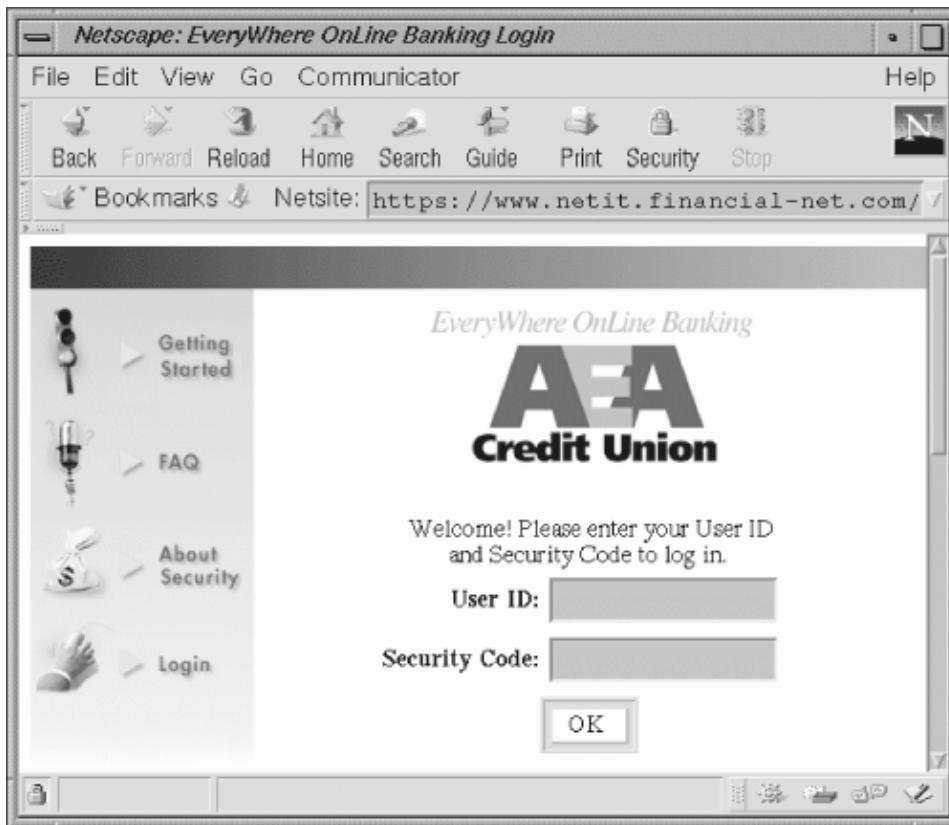 Netscape: EveryWhere OnLine Banking Login
File Edit View Go Communicator Help
Back Forward Reload Home Search Guide Print Security Stop
N
Bookmarks Netsite: https://www.netit.financial-net.com/
EveryWhere OnLine Banking
AEA
Credit Union
Getting
Started
FAQ
$
About
Security
Login
Welcome! Please enter your User ID
and Security Code to log in.
User ID:
Security Code:
OK